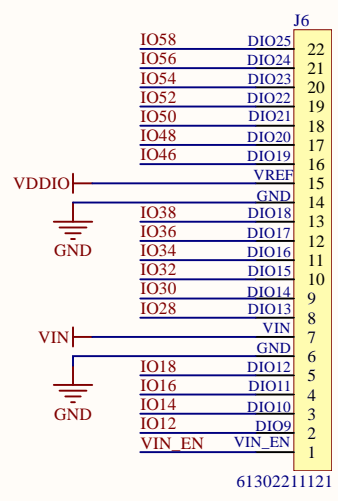 J6
IO58 DIO25 22
IO56 DIO24 21
IO54 DIO23 20
IO52 DIO22 19
IO50 DIO21 18
IO48 DIO20 17
IO46 DIO19 16
VDDIO VREF 15
GND 14
IO38 DIO18 13
GND IO36 DIO17 12
IO34 DIO16 11
IO32 DIO15 10
IO30 DIO14 9
IO28 DIO13 8
VIN VIN 7
GND 6
IO18 DIO12 5
IO16 DIO11 4
GND IO14 DIO10 3
IO12 DIO9 2
VIN_EN VIN_EN 1
61302211121